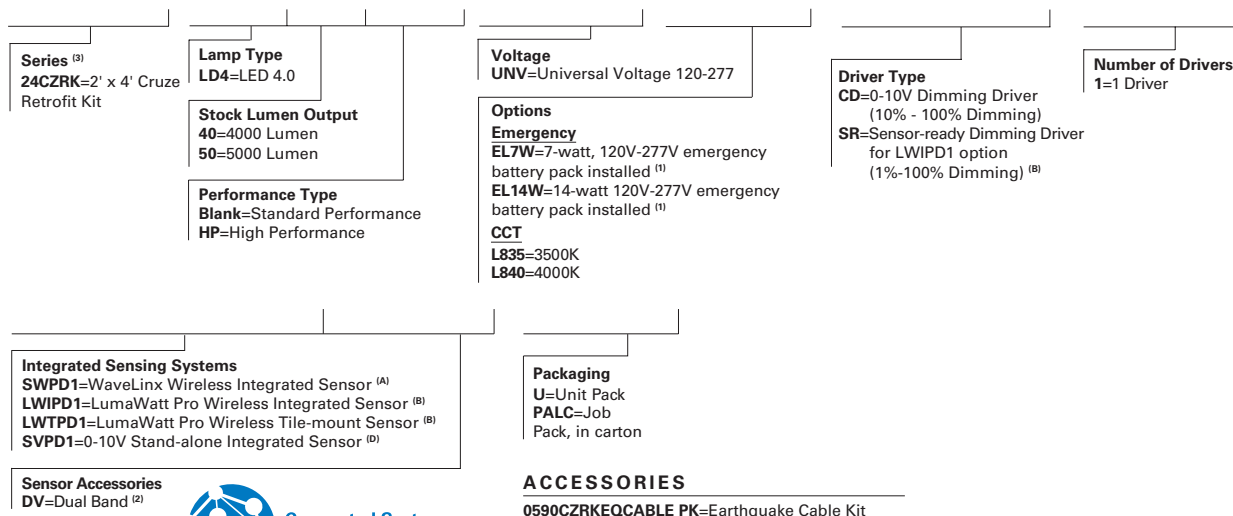 Series (3)
24CZRK=2' x 4' Cruze
Retrofit Kit
Lamp Type
LD4=LED 4.0
Stock Lumen Output
40=4000 Lumen
50=5000 Lumen
Performance Type
Blank=Standard Performance
HP=High Performance
Voltage
UNV=Universal Voltage 120-277
Options
Emergency
EL7W=7-watt, 120V-277V emergency
battery pack installed (1)
EL14W=14-watt 120V-277V emergency
battery pack installed (1)
CCT
L835=3500K
L840=4000K
Driver Type
CD=0-10V Dimming Driver
(10% - 100% Dimming)
SR=Sensor-ready Dimming Driver
for LWIPD1 option
(1%-100% Dimming) (B)
Number of Drivers
1=1 Driver
Integrated Sensing Systems
SWPD1=WaveLinx Wireless Integrated Sensor (A)
LWIPD1=LumaWatt Pro Wireless Integrated Sensor (B)
LWTPD1=LumaWatt Pro Wireless Tile-mount Sensor (B)
SVPD1=0-10V Stand-alone Integrated Sensor (D)
Sensor Accessories
DV=Dual Band (2)
Packaging
U=Unit Pack
PALC=Job
Pack, in carton
ACCESSORIES
0590CZRKEQCABLE PK=Earthquake Cable Kit